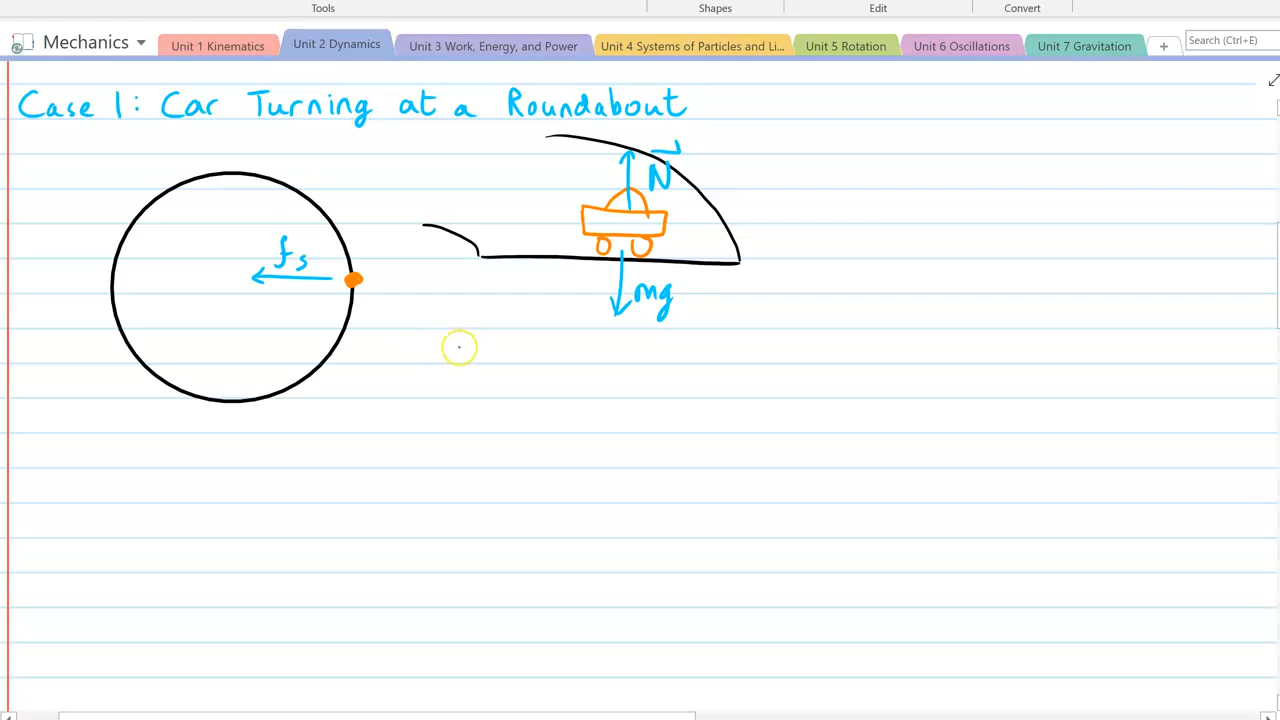 Tools Shapes Edit Convert
Mechanics Unit 1 Kinematics Unit 2 Dynamics Unit 3 Work, Energy, and Power Unit 4 Systems of Particles and Li... Unit 5 Rotation Unit 6 Oscillations Unit 7 Gravitation + Search (Ctrl+E)
Case 1: Car Turning at a Roundabout
N
fs
mg